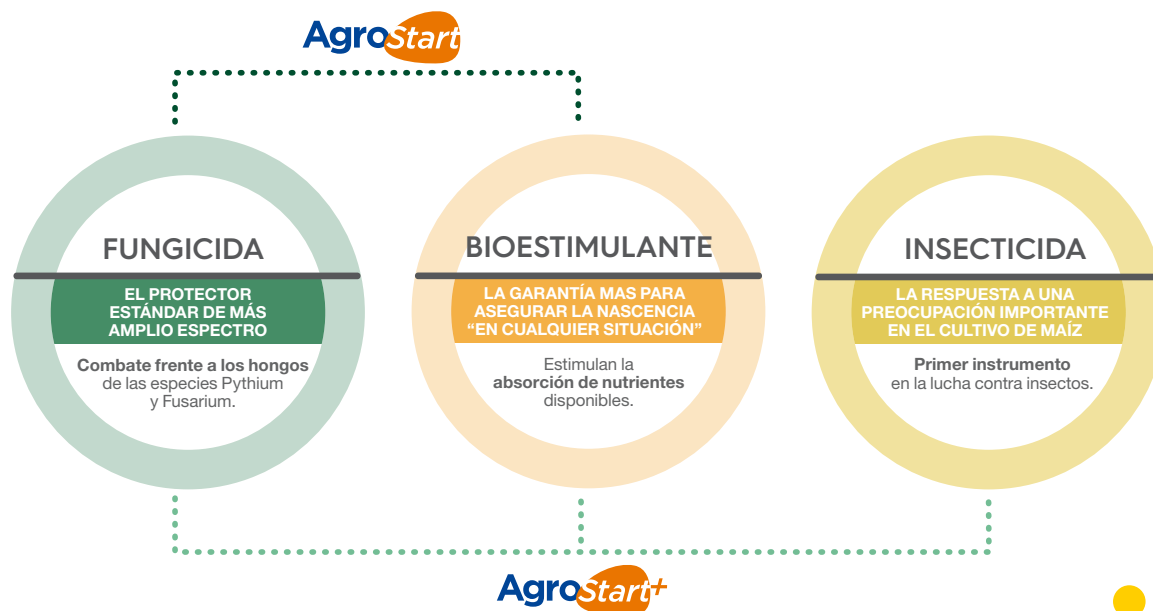 AgroStart
FUNGICIDA
EL PROTECTOR
ESTÁNDAR DE MÁS
AMPLIO ESPECTRO
Combate frente a los hongos
de las especies Pythium
y Fusarium.
BIOESTIMULANTE
LA GARANTÍA MAS PARA
ASEGURAR LA NASCENCIA
“EN CUALQUIER SITUACIÓN”
Estimulan la
absorción de nutrientes
disponibles.
INSECTICIDA
LA RESPUESTA A UNA
PREOCUPACIÓN IMPORTANTE
EN EL CULTIVO DE MAÍZ
Primer instrumento
en la lucha contra insectos.
AgroStart+